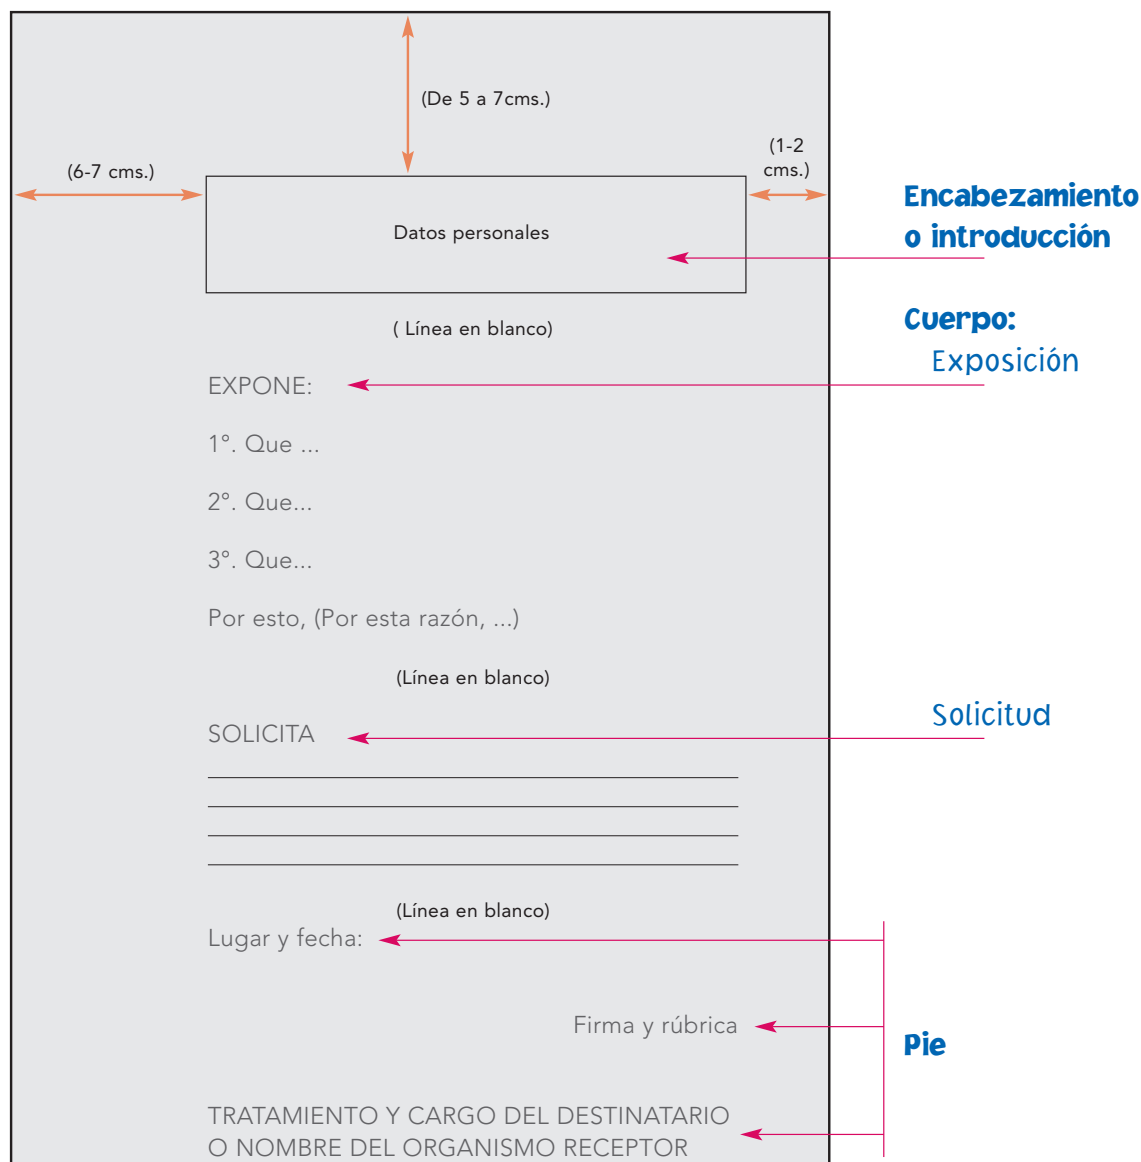 (De 5 a 7cms.)
(6-7 cms.)
(1-2
cms.)
Datos personales
Encabezamiento
o introducción
( Línea en blanco)
Cuerpo:
Exposición
EXPONE:
1°. Que ...
2°. Que...
3°. Que...
Por esto, (Por esta razón, ...)
(Línea en blanco)
SOLICITA
Solicitud
(Línea en blanco)
Lugar y fecha:
Firma y rúbrica
Pie
TRATAMIENTO Y CARGO DEL DESTINATARIO
O NOMBRE DEL ORGANISMO RECEPTOR